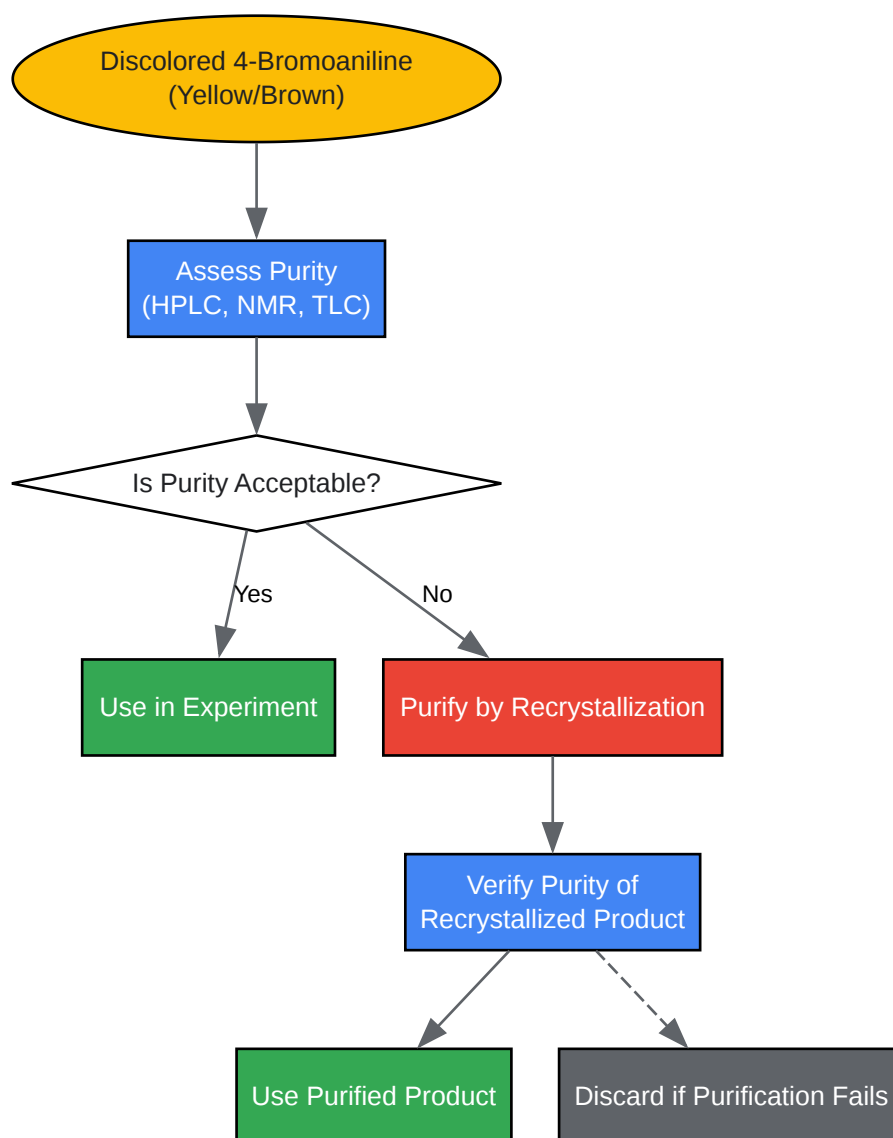 Discolored 4-Bromoaniline
(Yellow/Brown)
Assess Purity
(HPLC, NMR, TLC)
Is Purity Acceptable?
Yes
No
Use in Experiment
Purify by Recrystallization
Verify Purity of
Recrystallized Product
Use Purified Product
Discard if Purification Fails